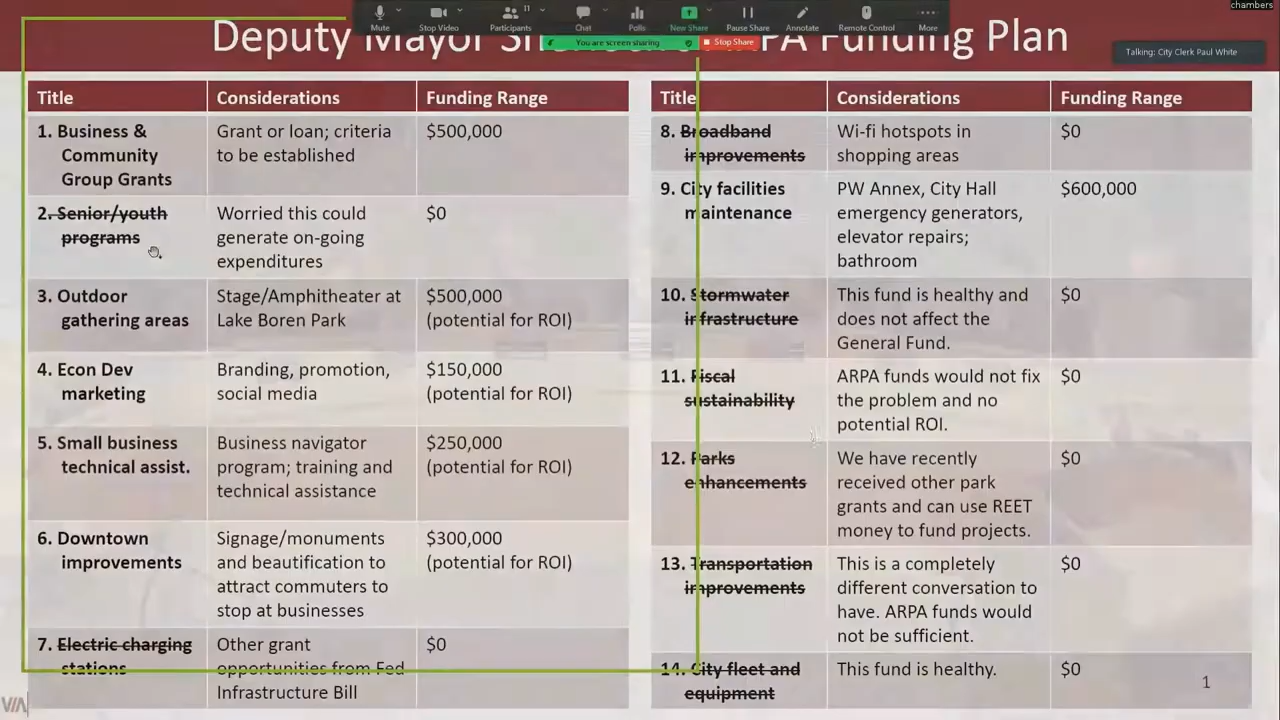 chambers
Mute
Stop Video
Participants
11
Chat
Polls
New Share
Pause Share
Annotate
Remote Control
More
You are screen sharing
Stop Share
Deputy Mayor
PA Funding Plan
Talking: City Clerk Paul White
Title Considerations Funding Range
1. Business & Grant or loan; criteria $500,000
Community to be established
Group Grants
2. Senior/youth Worried this could $0
programs generate on-going
expenditures
3. Outdoor Stage/Amphitheater at $500,000
gathering areas Lake Boren Park (potential for ROI)
4. Econ Dev Branding, promotion, $150,000
marketing social media (potential for ROI)
5. Small business Business navigator $250,000
technical assist. program; training and (potential for ROI)
technical assistance
6. Downtown Signage/monuments $300,000
improvements and beautification to (potential for ROI)
attract commuters to
stop at businesses
7. Electric charging Other grant $0
stations opportunities from Fed
Infrastructure Bill
Title Considerations Funding Range
8. Broadband Wi-fi hotspots in $0
improvements shopping areas
9. City facilities PW Annex, City Hall $600,000
maintenance emergency generators,
elevator repairs;
bathroom
10. Stormwater This fund is healthy and $0
infrastructure does not affect the
General Fund.
11. Fiscal ARPA funds would not fix $0
sustainability the problem and no
potential ROI.
12. Parks We have recently $0
enhancements received other park
grants and can use REET
money to fund projects.
13. Transportation This is a completely $0
improvements different conversation to
have. ARPA funds would
not be sufficient.
14. City fleet and This fund is healthy. $0
equipment
1
VIA